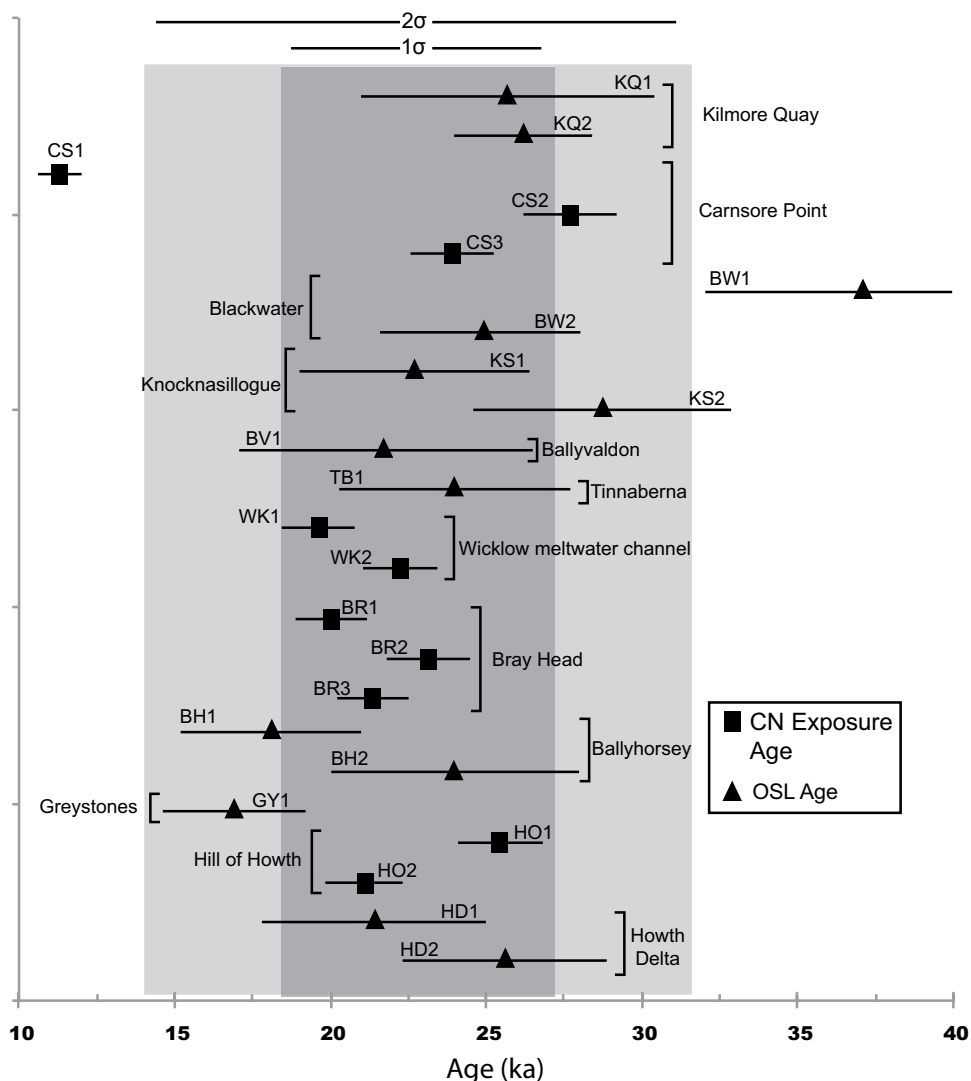 2σ
1σ
KQ1
Kilmore Quay
KQ2
CS1
CS2
Carnsore Point
CS3
BW1
Blackwater
BW2
KS1
Knocknasillogue
KS2
BV1
Ballyvaldon
TB1
Tinnaberna
WK1
Wicklow meltwater channel
WK2
BR1
BR2
Bray Head
BR3
BH1
Ballyhorsey
BH2
Greystones
GY1
HO1
Hill of Howth
HO2
HD1
Howth
Delta
HD2
CN Exposure
Age
OSL Age
10 15 20 25 30 35 40
Age (ka)